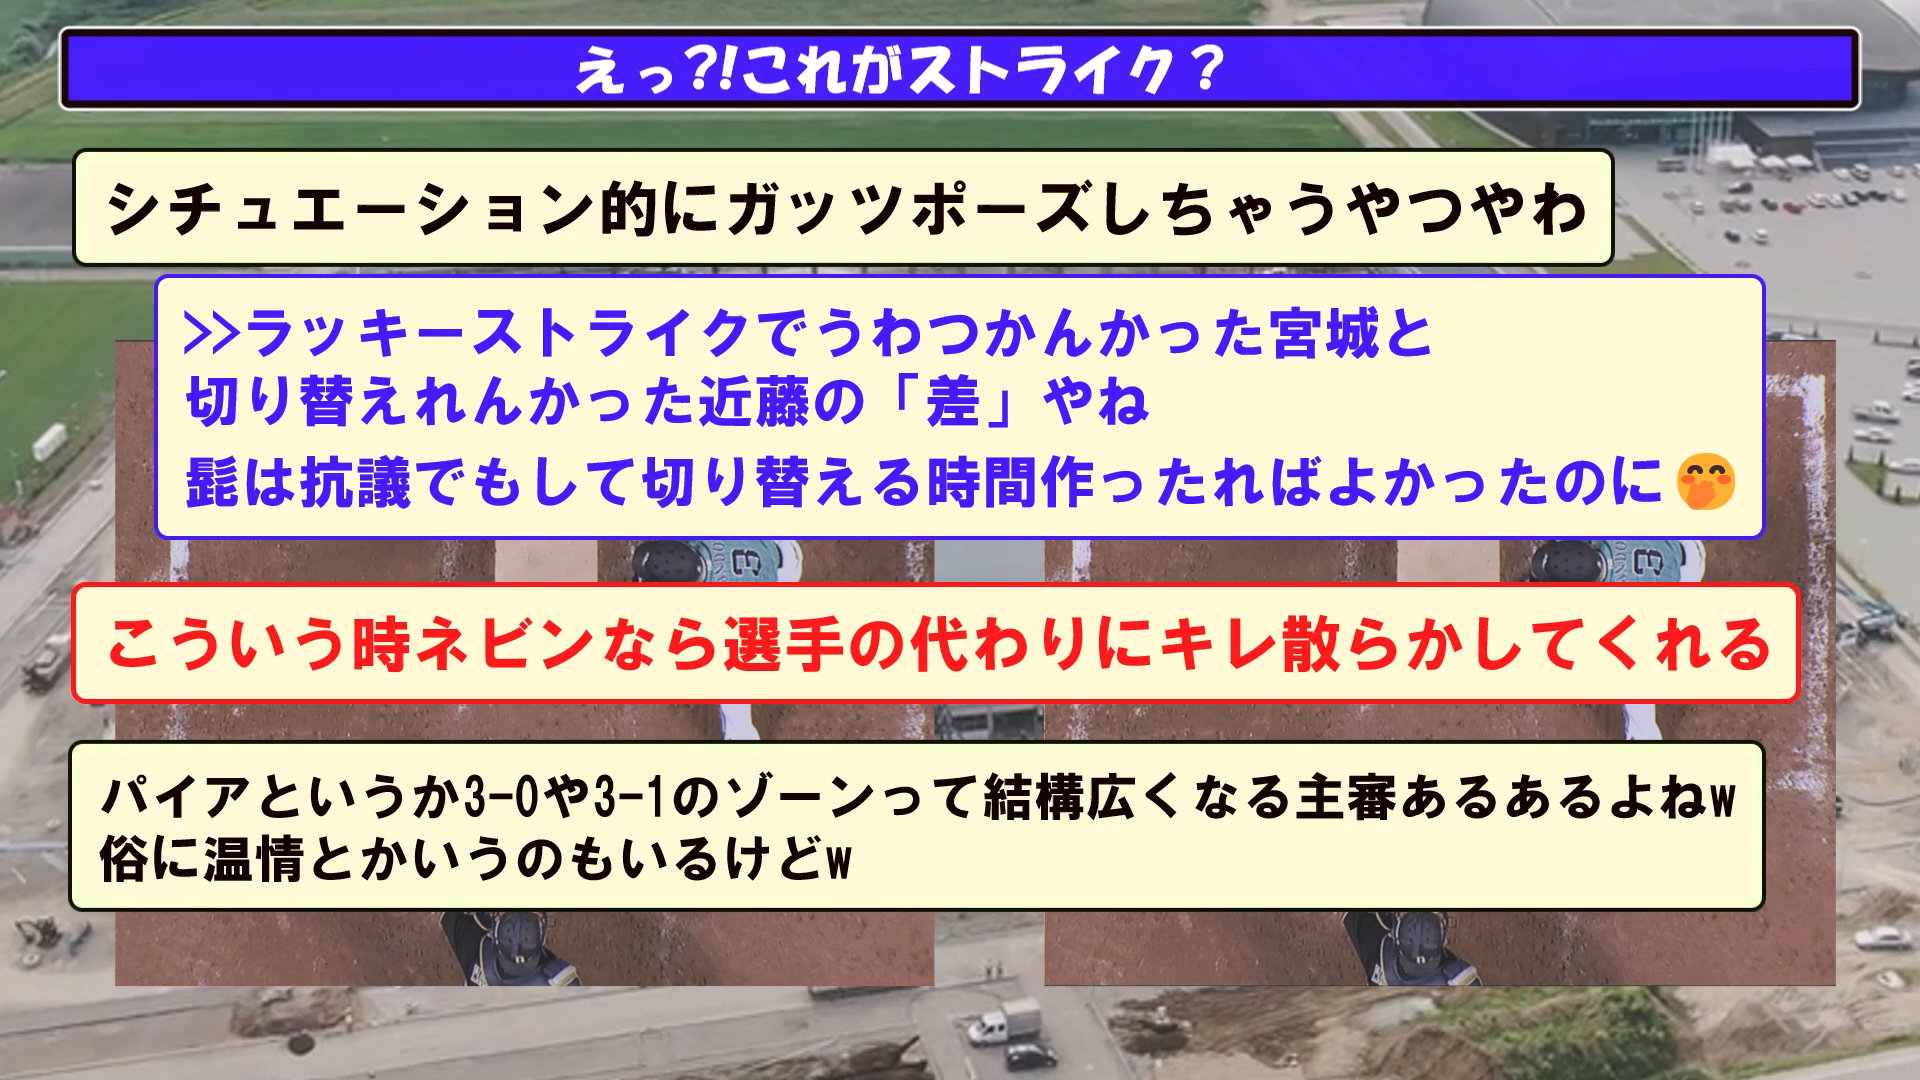 えっ?!これがストライク？
シチュエーション的にガッツポーズしちゃうやつやわ
>>ラッキーストライクでうわつかんかった宮城と
切り替えれんかった近藤の「差」やね
髭は抗議でもして切り替える時間作ったればよかったのに🤭
こういう時ネビンなら選手の代わりにキレ散らかしてくれる
パイアというか3-0や3-1のゾーンって結構広くなる主審あるあるよねw
俗に温情とかいうのもいるけどw